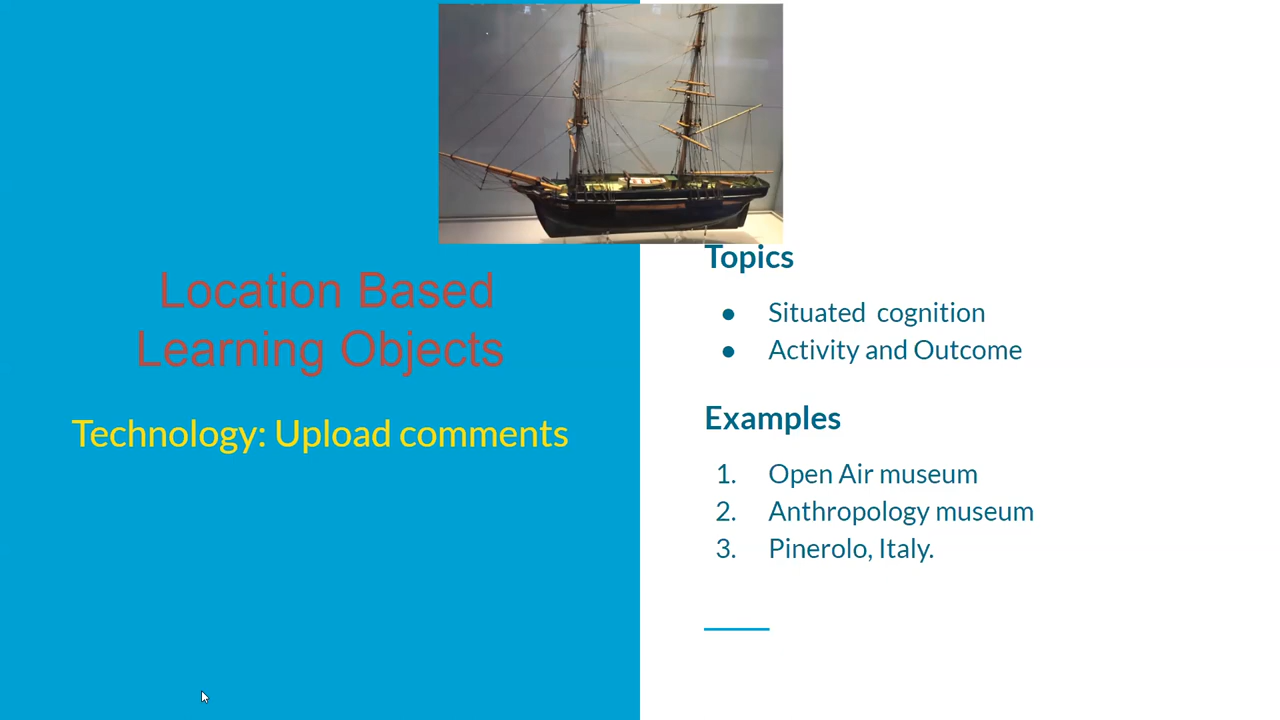 Location Based
Learning Objects
Technology: Upload comments
Topics
● Situated  cognition
● Activity and Outcome
Examples
1. Open Air museum
2. Anthropology museum
3. Pinerolo, Italy.